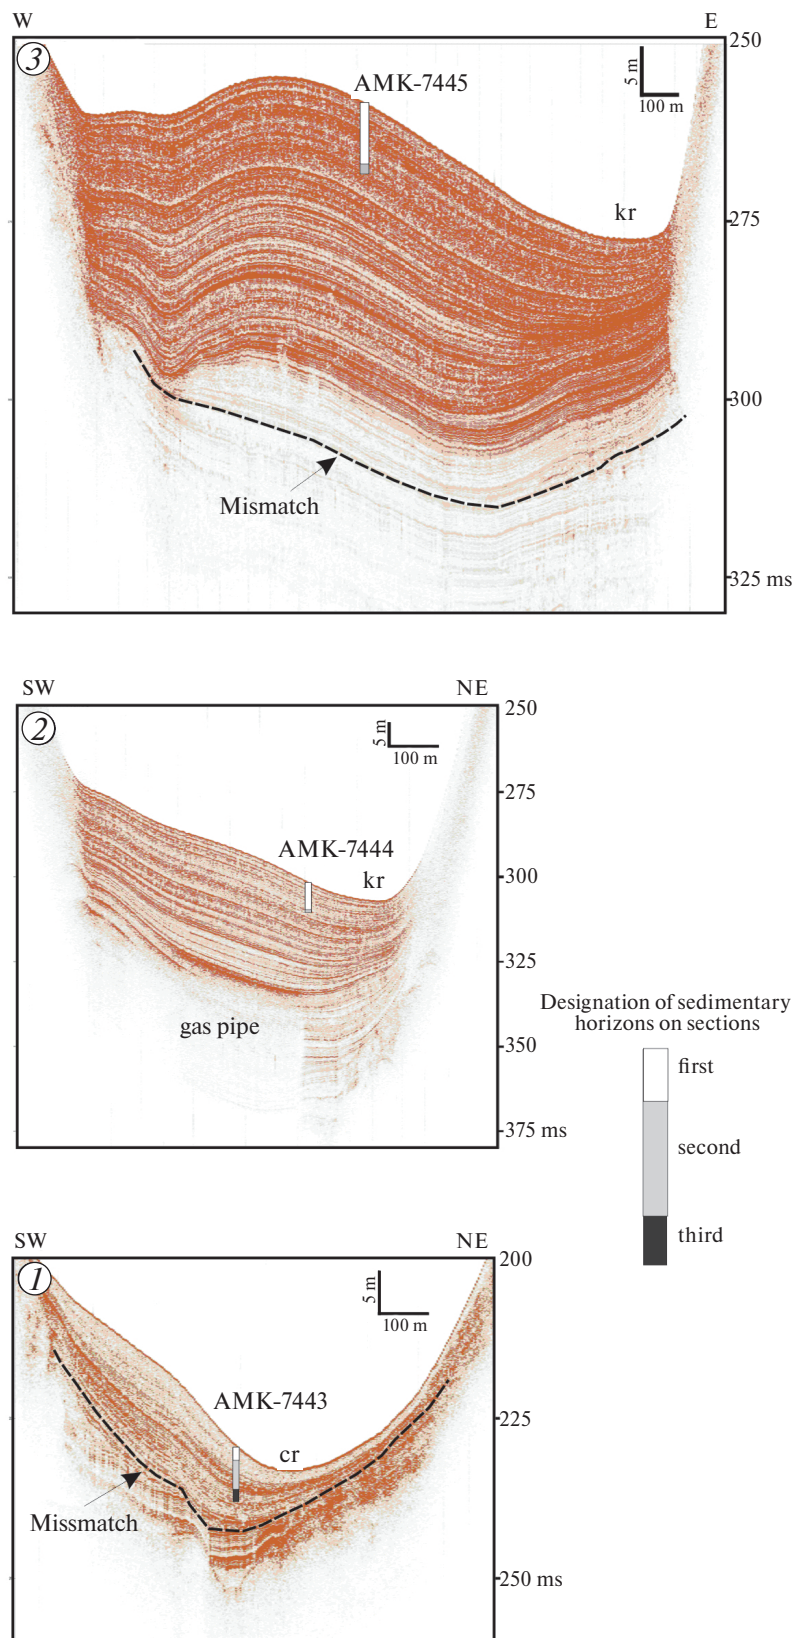 W E
3
250
AMK-7445
5 m
100 m
kr
275
300
Mismatch
325 ms
SW NE
2
250
5 m
100 m
275
AMK-7444
kr
300
325
gas pipe
350
375 ms
Designation of sedimentary
horizons on sections
first
second
third
SW NE
1
200
5 m
100 m
AMK-7443
225
cr
Missmatch
250 ms